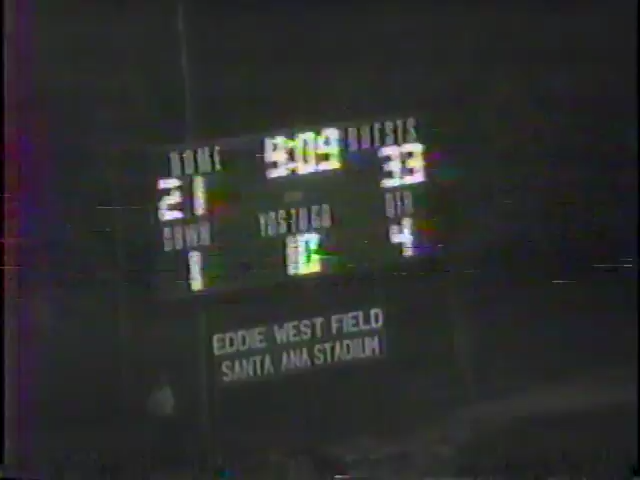 HOME 9:09 GUESTS
21 33
DOWN YDS TO GO QTR
1 10 4
EDDIE WEST FIELD
SANTA ANA STADIUM